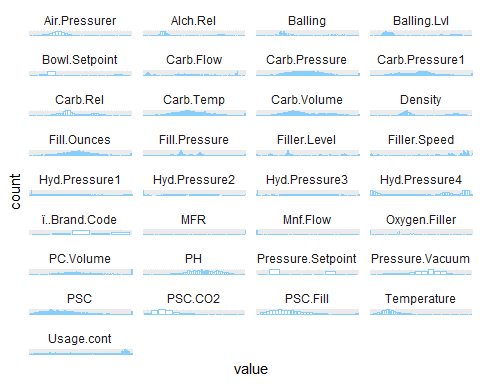 Air.Pressurer Alch.Rel Balling Balling.Lvl
Bowl.Setpoint Carb.Flow Carb.Pressure Carb.Pressure1
Carb.Rel Carb.Temp Carb.Volume Density
Fill.Ounces Fill.Pressure Filler.Level Filler.Speed
Hyd.Pressure1 Hyd.Pressure2 Hyd.Pressure3 Hyd.Pressure4
ï..Brand.Code MFR Mnf.Flow Oxygen.Filler
PC.Volume PH Pressure.Setpoint Pressure.Vacuum
PSC PSC.CO2 PSC.Fill Temperature
Usage.cont
count
value